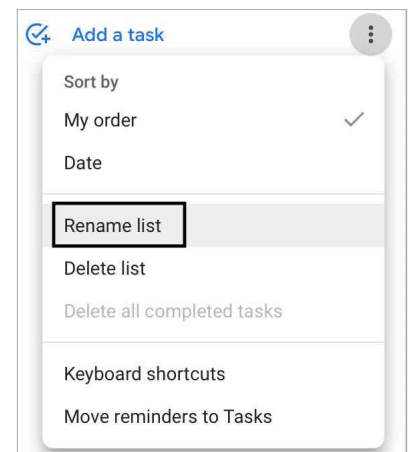 Add a task
Sort by
My order
Date
Rename list
Delete list
Delete all completed tasks
Keyboard shortcuts
Move reminders to Tasks